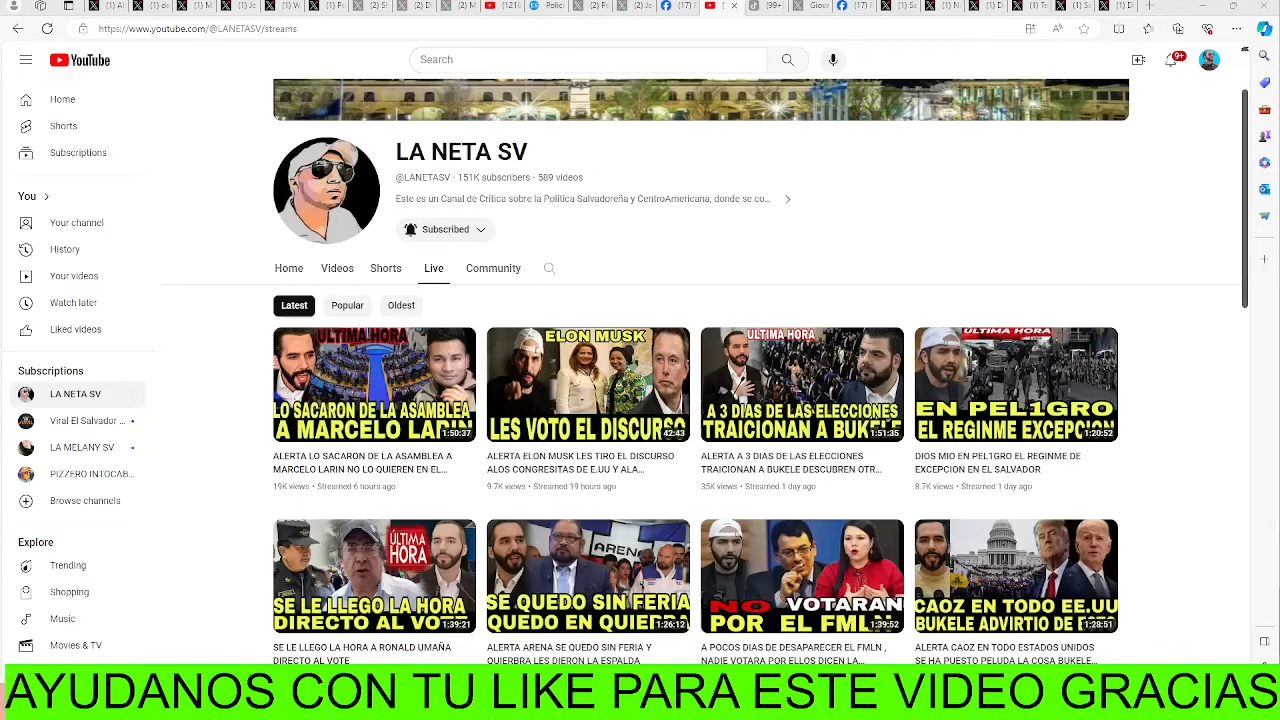 https://www.youtube.com/@LANETASV/streams
YouTube
Search
9+
Home
Shorts
Subscriptions
You
Your channel
History
Your videos
Watch later
Liked videos
Subscriptions
LA NETA SV
Viral El Salvador ...
LA MELANY SV
PIZZERO INTOCAB...
Browse channels
Explore
Trending
Shopping
Music
Movies & TV
LA NETA SV
@LANETASV · 151K subscribers · 589 videos
Este es un Canal de Crítica sobre la Política Salvadoreña y CentroAmericana; donde se co...
Subscribed
Home Videos Shorts Live Community
Latest Popular Oldest
ULTIMA HORA
LO SACARON DE LA ASAMBLEA
A MARCELO LARIN
1:50:37
ALERTA LO SACARON DE LA ASAMBLEA A
MARCELO LARIN NO LO QUIEREN EN EL...
19K views • Streamed 6 hours ago
ELON MUSK
LES VOTO EL DISCURSO
42:43
ALERTA ELON MUSK LES TIRO EL DISCURSO
ALOS CONGRESITAS DE E.UU Y ALA...
9.7K views • Streamed 19 hours ago
ULTIMA HORA
A 3 DIAS DE LAS ELECCIONES
TRAICIONAN A BUKELE
1:51:35
ALERTA A 3 DIAS DE LAS ELECCIONES
TRAICIONAN A BUKELE DESCUBREN OTR...
35K views • Streamed 1 day ago
ULTIMA HORA
EN PEL1GRO
EL REGINME EXCEPCION
1:20:52
DIOS MIO EN PEL1GRO EL REGINME DE
EXCEPCION EN EL SALVADOR
8.7K views • Streamed 1 day ago
ÚLTIMA
HORA
SE LE LLEGO LA HORA
DIRECTO AL VOTE
1:39:21
SE LE LLEGO LA HORA A RONALD UMAÑA
DIRECTO AL VOTE
ARENA
SE QUEDO SIN FERIA
QUEDO EN QUIERRA
1:26:12
ALERTA ARENA SE QUEDO SIN FERIA Y
QUIERBRA LES DIERON LA ESPALDA
NO VOTARAN
POR EL FMLN
1:39:52
A POCOS DIAS DE DESAPARECER EL FMLN ,
NADIE VOTARA POR ELLOS DICEN LA...
CAOZ EN TODO EE.UU
BUKELE ADVIRTIO DE ESTO
1:28:51
ALERTA CAOZ EN TODO ESTADOS UNIDOS
SE HA PUESTO PELUDA LA COSA BUKELE...
AYUDANOS CON TU LIKE PARA ESTE VIDEO GRACIAS